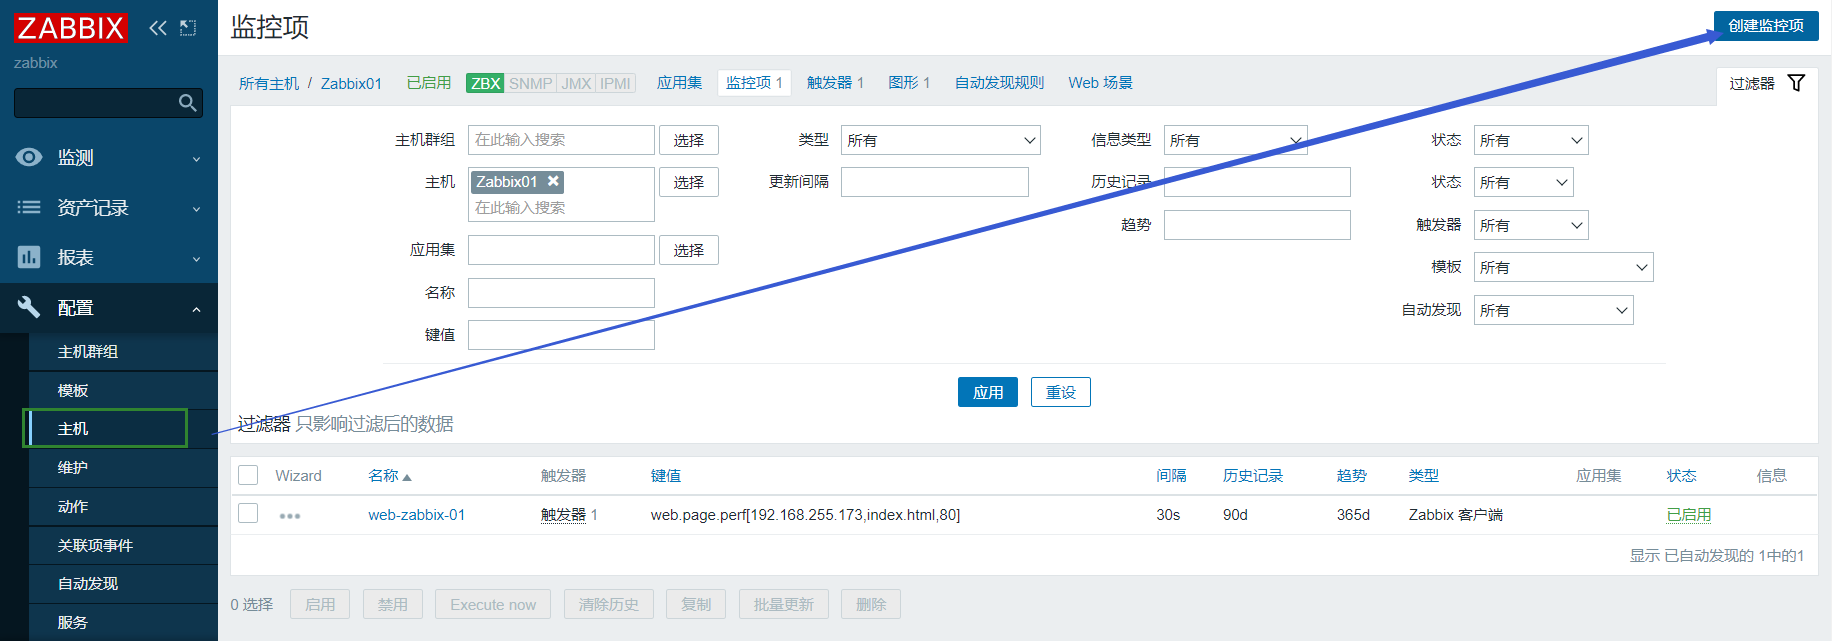 ZABBIX
zabbix
监测
资产记录
报表
配置
主机群组
模板
主机
维护
动作
关联项事件
自动发现
服务
监控项
创建监控项
所有主机 / Zabbix01 已启用 ZBX SNMP JMX IPMI 应用集 监控项 1 触发器 1 图形 1 自动发现规则 Web 场景
过滤器
主机群组 在此输入搜索 选择 类型 所有 信息类型 所有 状态 所有
主机 Zabbix01 选择 更新间隔 历史记录 状态 所有
在此输入搜索
趋势 触发器 所有
应用集 选择
模板 所有
名称
自动发现 所有
键值
应用 重设
过滤器 只影响过滤后的数据
Wizard 名称 触发器 键值 间隔 历史记录 趋势 类型 应用集 状态 信息
web-zabbix-01 触发器 1 web.page.perf[192.168.255.173,index.html,80] 30s 90d 365d Zabbix 客户端 已启用
显示 已自动发现的 1中的1
0 选择 启用 禁用 Execute now 清除历史 复制 批量更新 删除